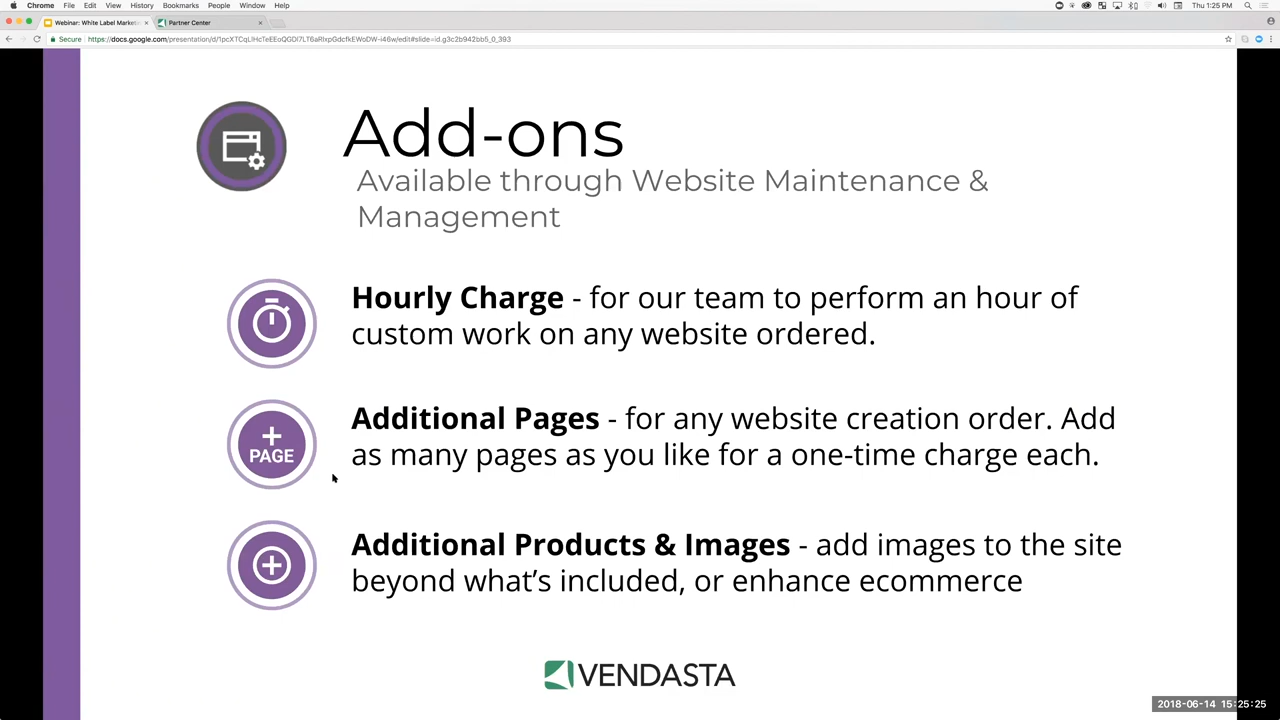 Chrome File Edit View History Bookmarks People Window Help
Thu 1:25 PM
Webinar: White Label Markete
Partner Center
Secure
Add-ons
Available through Website Maintenance &
Management
Hourly Charge - for our team to perform an hour of
custom work on any website ordered.
+
PAGE
Additional Pages - for any website creation order. Add
as many pages as you like for a one-time charge each.
Additional Products & Images - add images to the site
beyond what's included, or enhance ecommerce
VENDASTA
2018-06-14 15:25:25